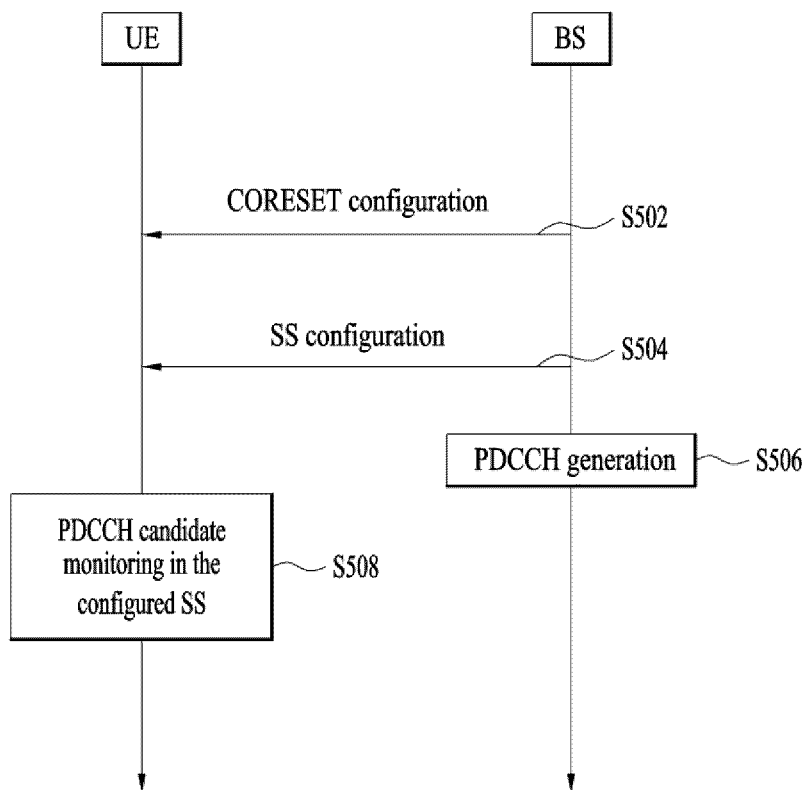 UE
BS
CORESET configuration
S502
SS configuration
S504
PDCCH generation
S506
PDCCH candidate
monitoring in the
configured SS
S508